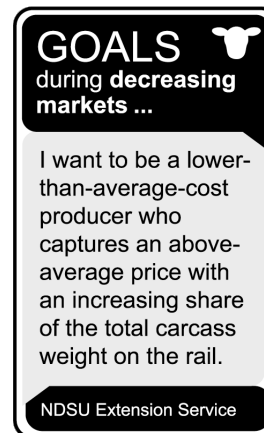 GOALS
during decreasing
markets ...
I want to be a lower-
than-average-cost
producer who
captures an above-
average price with
an increasing share
of the total carcass
weight on the rail.
NDSU Extension Service